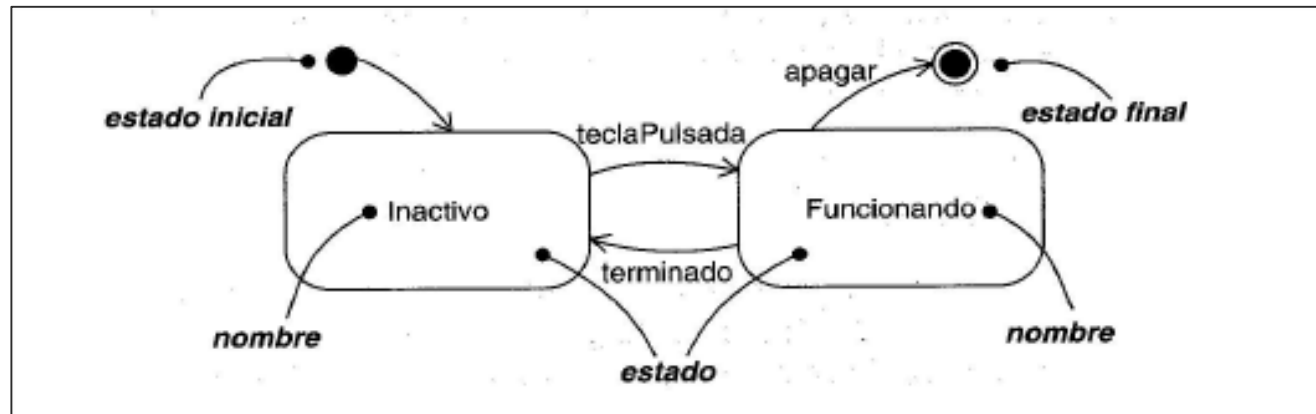 apagar
estado inicial
estado final
teclaPulsada
Inactivo
Funcionando
terminado
nombre
nombre
estado